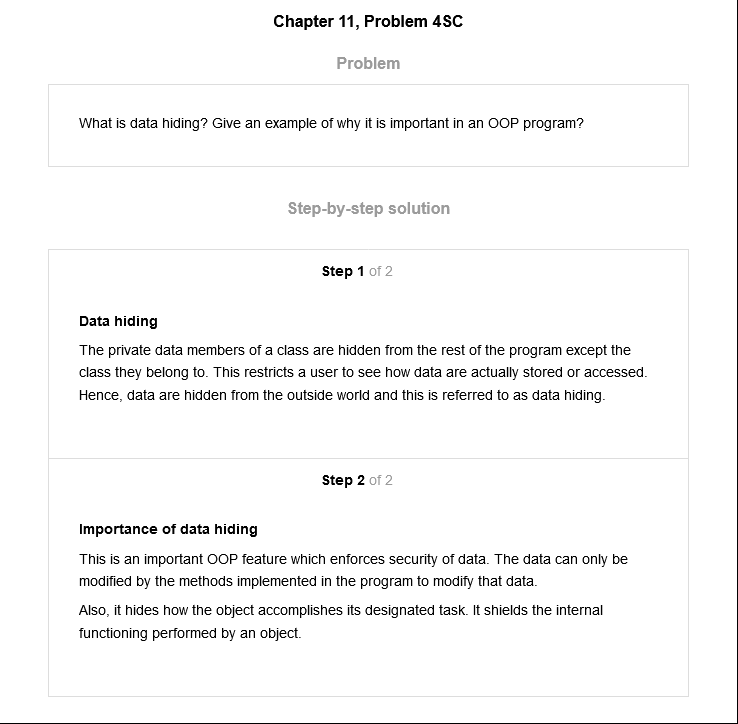 Chapter 11, Problem 4SC
Problem
What is data hiding? Give an example of why it is important in an OOP program?
Step-by-step solution
Step 1 of 2
Data hiding
The private data members of a class are hidden from the rest of the program except the
class they belong to. This restricts a user to see how data are actually stored or accessed.
Hence, data are hidden from the outside world and this is referred to as data hiding.
Step 2 of 2
Importance of data hiding
This is an important OOP feature which enforces security of data. The data can only be
modified by the methods implemented in the program to modify that data.
Also, it hides how the object accomplishes its designated task. It shields the internal
functioning performed by an object.